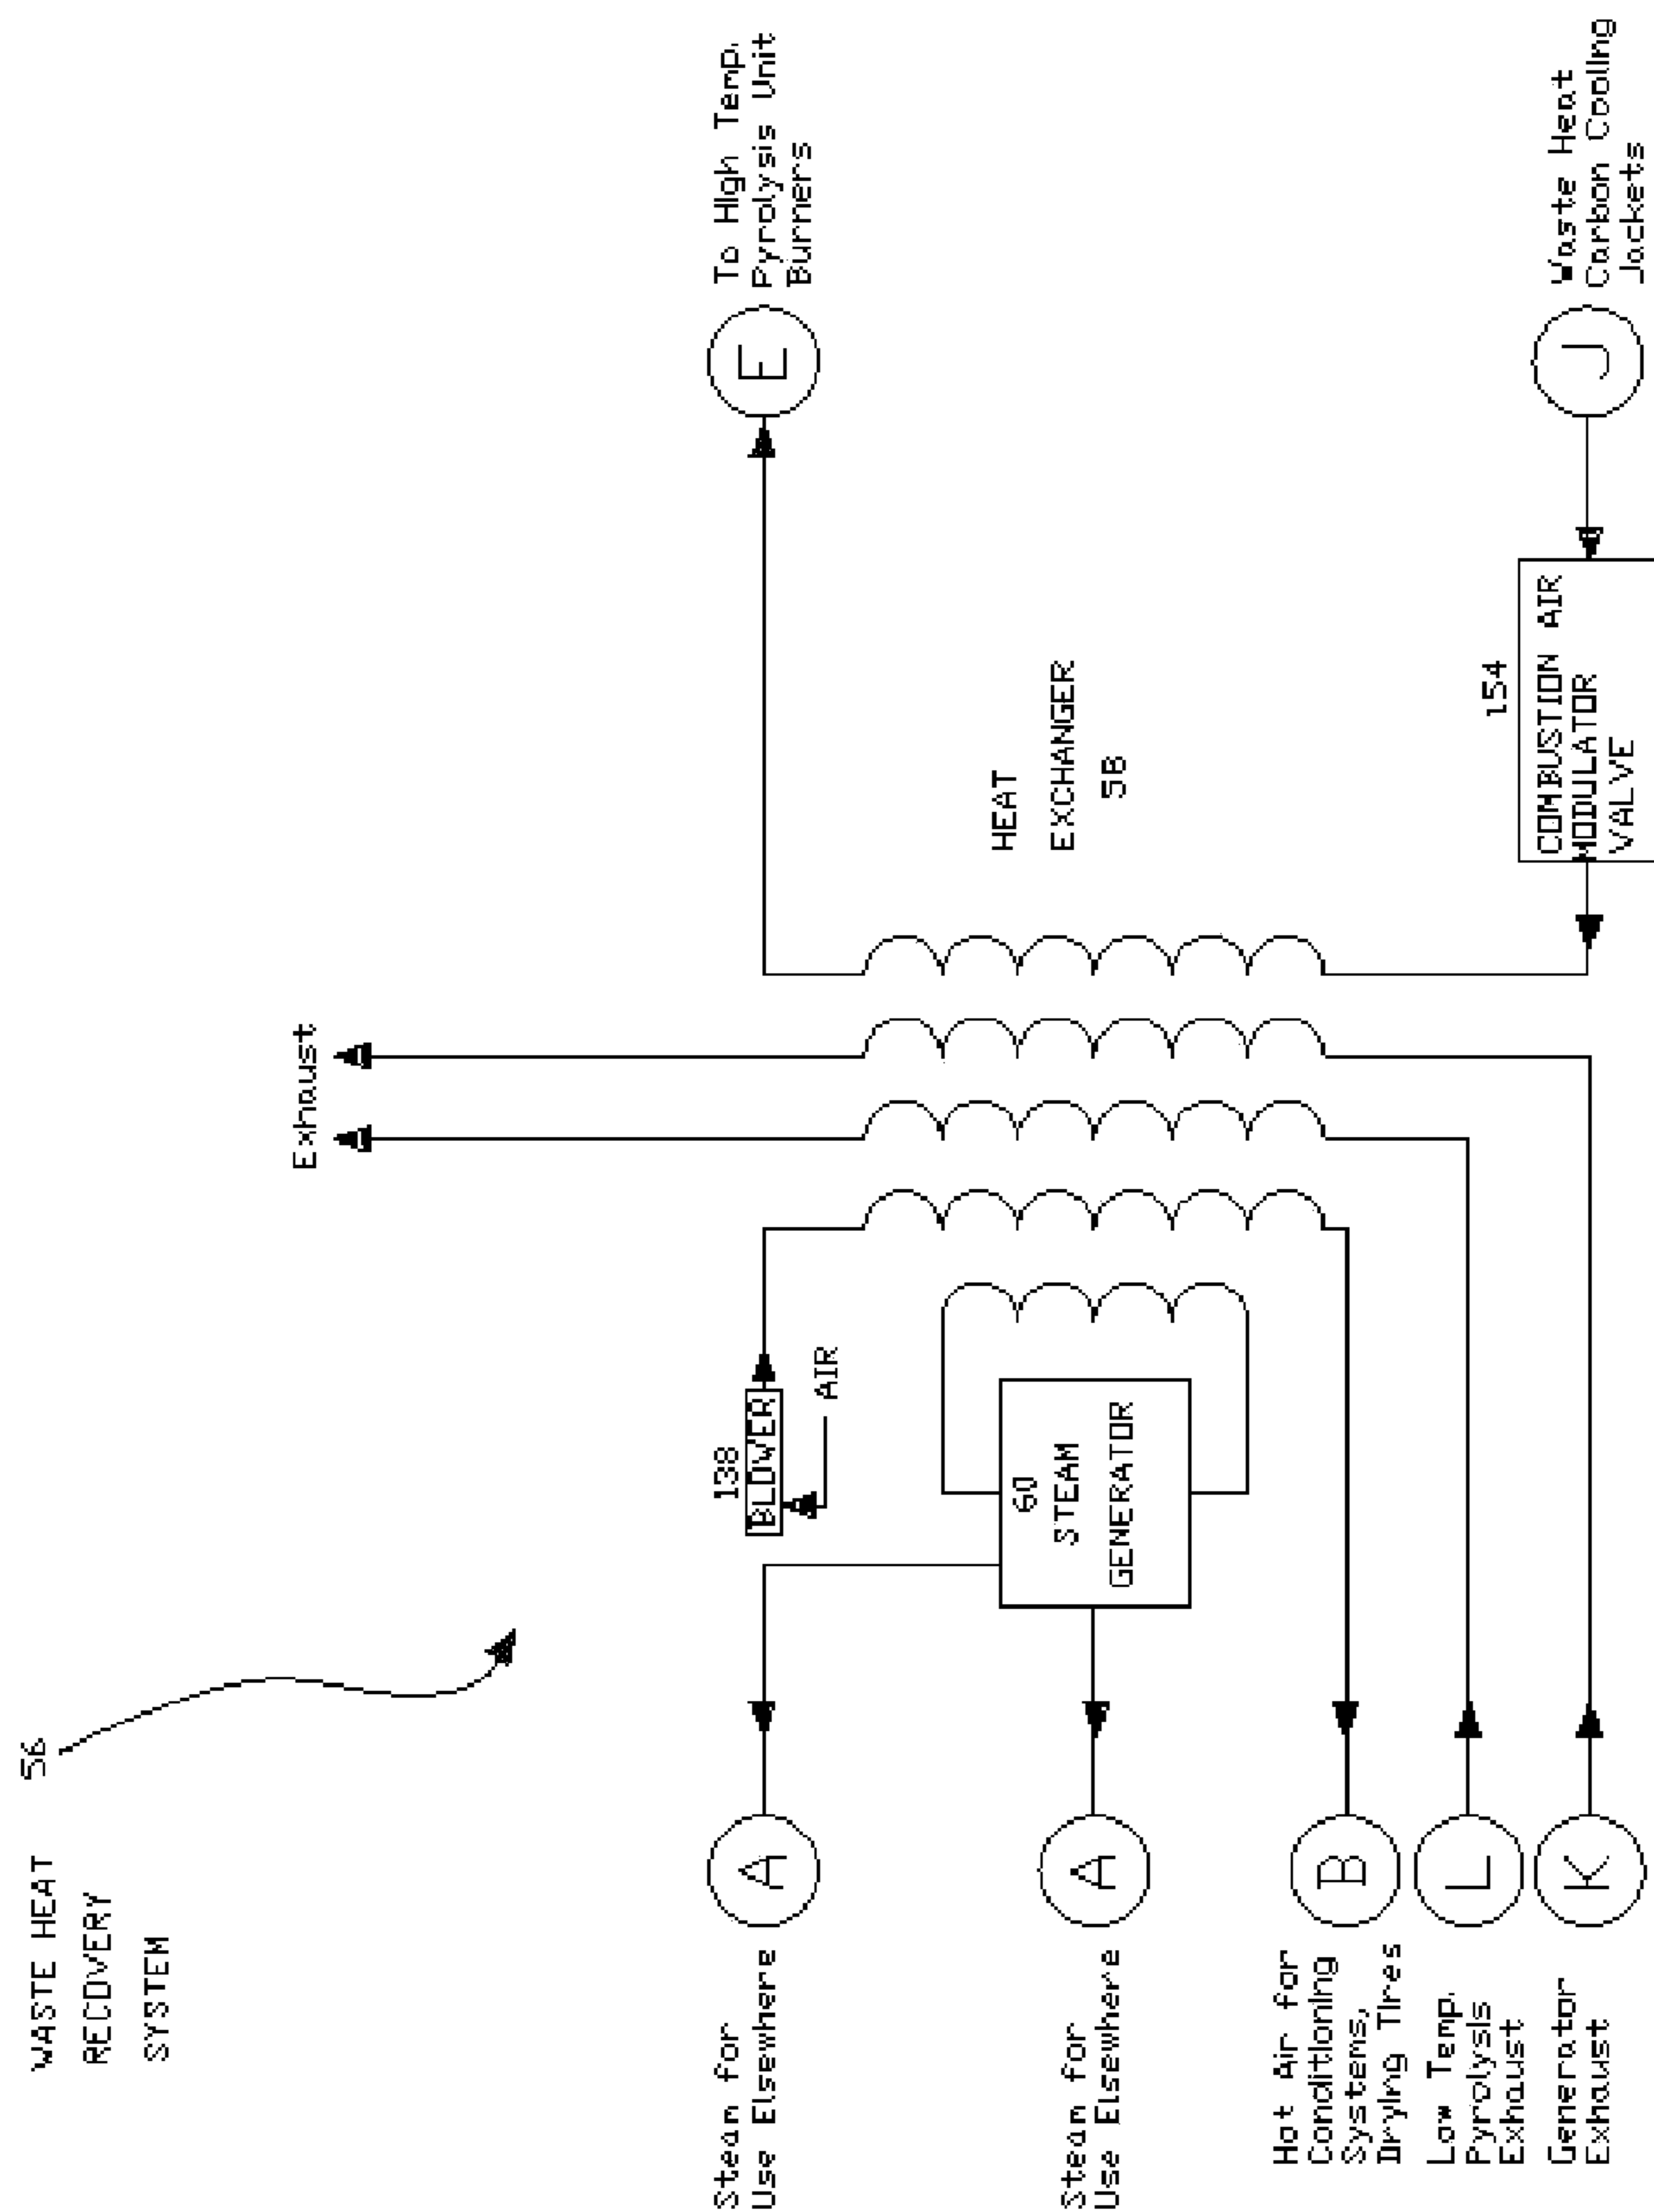 WASTE HEAT 56
RECOVERY
SYSTEM
Exhaust
Steam for
Use Elsewhere
A
138
BLOWER
AIR
E
To High Temp.
Pyrolysis Unit
Burners
Steam for
Use Elsewhere
A
60
STEAM
GENERATOR
HEAT
EXCHANGER
58
Hot Air for
Conditioning
Systems,
Drying Tires
B
Low Temp.
Pyrolysis
Exhaust
L
Generator
Exhaust
K
154
COMBUSTION AIR
MODULATOR
VALVE
J
Waste Heat
Carbon Cooling
Jackets